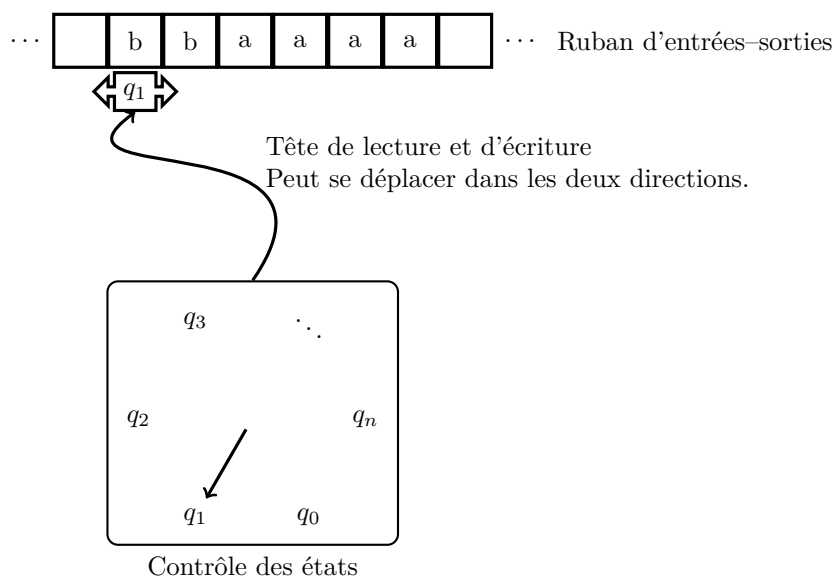 ··· b b a a a a ··· Ruban d'entrées–sorties
q₁
Tête de lecture et d'écriture
Peut se déplacer dans les deux directions.
q₃ ⋱
q₂ qₙ
q₁ q₀
Contrôle des états